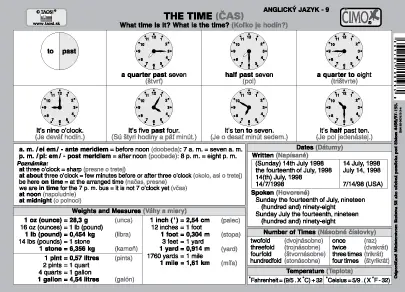 © TAOSI ®
www.taosi.sk
THE TIME (ČAS)
ANGLICKÝ JAZYK - 9
What time is it? What is the time? (Koľko je hodín?)
CIMOX
to past
a quarter past seven
(štvrť)
half past seven
(pol)
a quarter to eight
(trištvrte)
It's nine o'clock.
(Je deväť hodín.)
It's five past four.
(Sú štyri hodiny a päť minút.)
It's ten to seven.
(Je o desať minút sedem.)
It's half past ten.
(Je pol jedenástej.)
a. m. /ei em/ - ante meridiem = before noon (doobede): 7 a. m. = seven a. m.
p. m. /pí: em/ - post meridiem = after noon (poobede): 8 p. m. = eight p. m.
Poznámka:
at three o'clock = sharp (presne o tretej)
at about three o'clock = few minutes before or after three o'clock (okolo, asi o tretej)
be here on time = at the arranged time (načas, presne)
we are in time for the 7 p. m. bus = it is not 7 o'clock yet (včas)
at noon (napoludnie)
at midnight (o polnoci)
Weights and Measures (Váhy a miery)
1 oz (ounce) = 28,3 g (unca)
16 oz (ounces) = 1 lb (pound)
1 lb (pound) = 0,454 kg (libra)
14 lbs (pounds) = 1 stone
1 stone = 6,356 kg (kameň)
1 pint = 0,57 litres (pinta)
2 pints = 1 quart
4 quarts = 1 gallon
1 gallon = 4,54 litres (galón)
1 inch (") = 2,54 cm (palec)
12 inches = 1 foot
1 foot = 0,304 m (stopa)
3 feet = 1 yard
1 yard = 0,914 m (yard)
1760 yards = 1 mile
1 mile = 1,61 km (míľa)
Dates (Dátumy)
Written (Napísané)
(Sunday) 14th July 1998 14 July, 1998
the fourteenth of July, 1998 July 14, 1998
14(th) July, 1998
14/7/1998 7/14/98 (USA)
Spoken (Hovorené)
Sunday the fourteenth of July, nineteen
(hundred and) ninety-eight
Sunday July the fourteenth, nineteen
(hundred and) ninety-eight
Number of Times (Násobné číslovky)
twofold (dvojnásobne) once (raz)
threefold (trojnásobne) twice (dvakrát)
fourfold (štvornásobne) three times (trikrát)
hundredfold (stonásobne) four times (štyrikrát)
Temperature (Teplota)
°Fahrenheit = (9/5 . X °C) + 32 °Celsius = 5/9 . (X °F - 32)